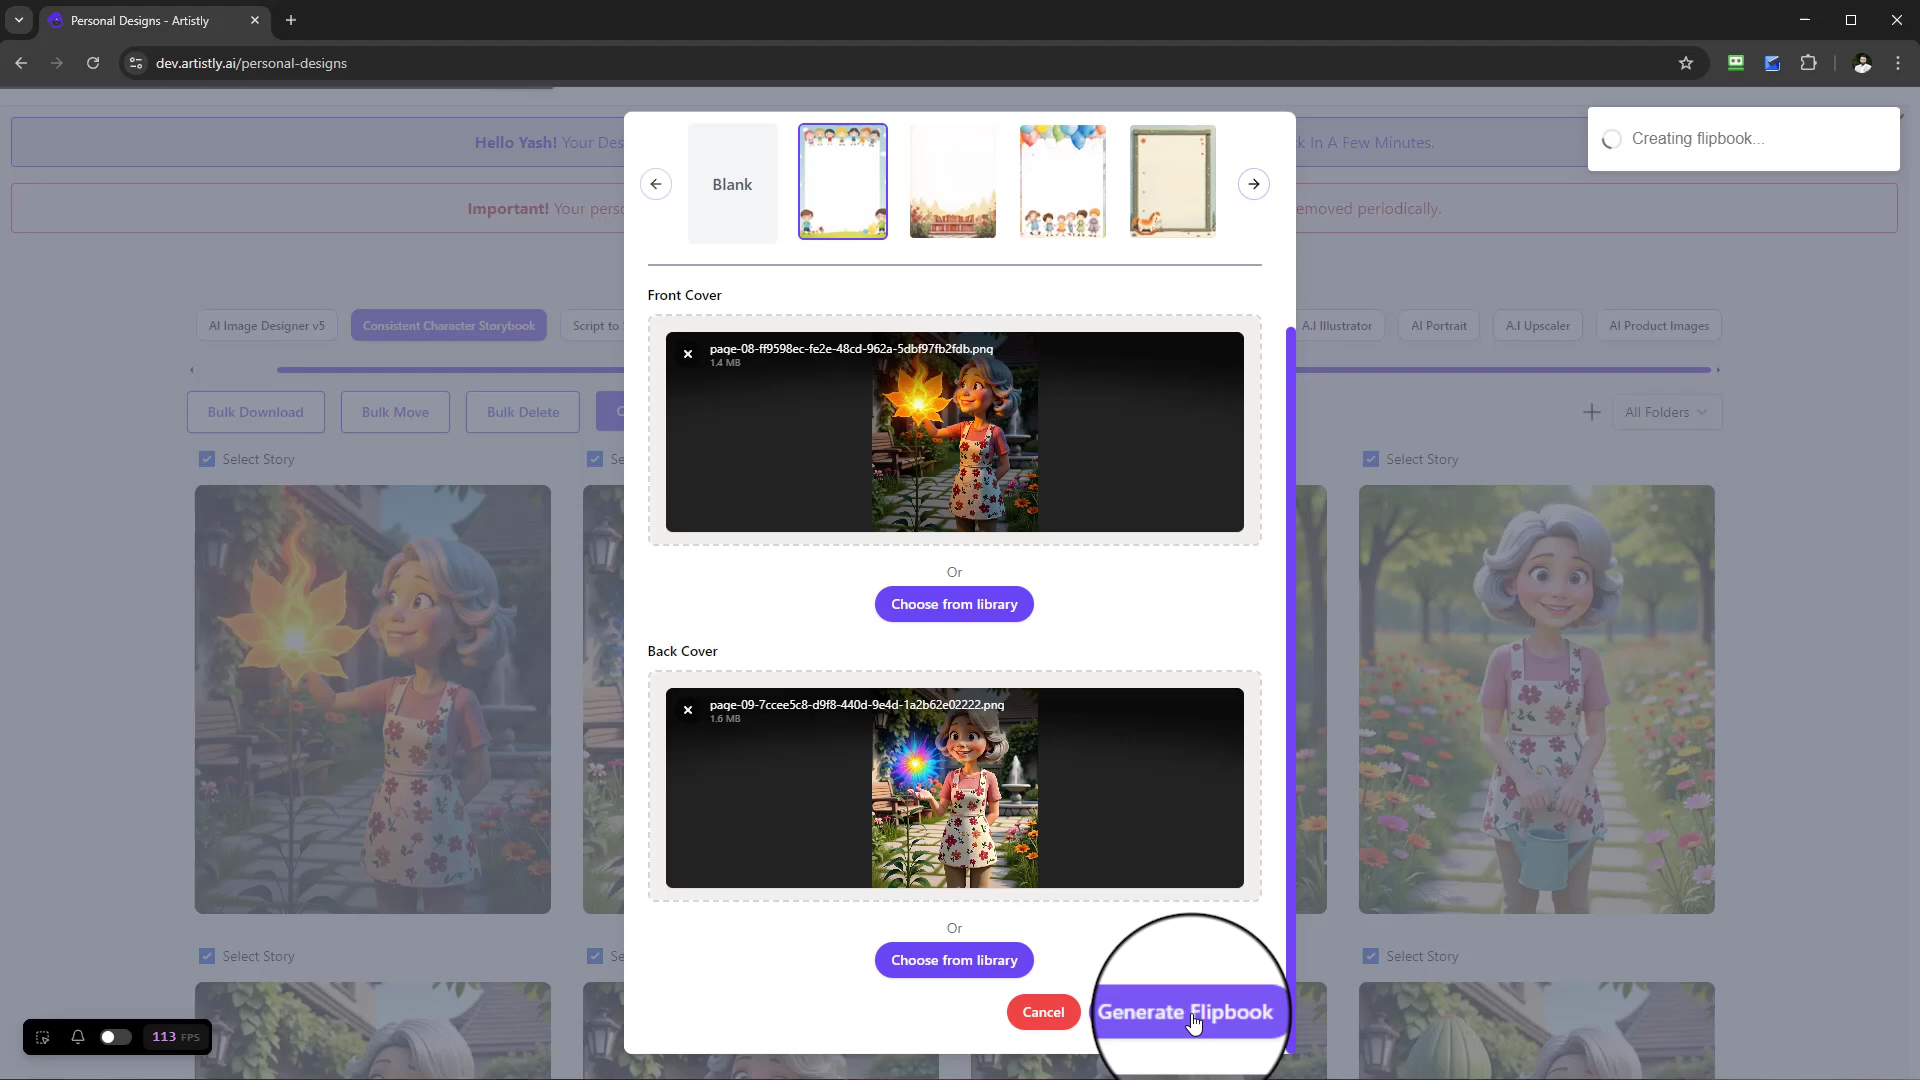 Personal Designs - Artistly
dev.artistly.ai/personal-designs
Hello Yash! Your Des
k In A Few Minutes.
Creating flipbook...
Important! Your perso
emoved periodically.
Blank
Front Cover
AI Image Designer v5
Consistent Character Storybook
Script to
A.I Illustrator
AI Portrait
A.I Upscaler
AI Product Images
page-08-ff9598ec-fe2e-48cd-962a-5dbf97fb2fdb.png
1.4 MB
Bulk Download
Bulk Move
Bulk Delete
C
All Folders
Select Story
Se
Select Story
Or
Choose from library
Back Cover
page-09-7ccee5c8-d9f8-440d-9e4d-1a2b62e02222.png
1.6 MB
Or
Choose from library
Select Story
Se
Select Story
Cancel
Generate Flipbook
113 FPS